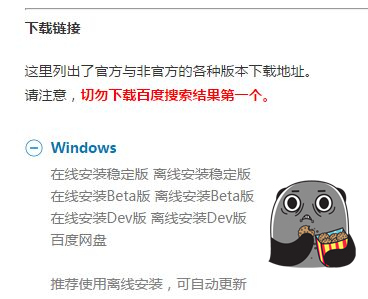 下载链接
这里列出了官方与非官方的各种版本下载地址。
请注意，切勿下载百度搜索结果第一个。
Windows
在线安装稳定版 离线安装稳定版
在线安装Beta版 离线安装Beta版
在线安装Dev版 离线安装Dev版
百度网盘
推荐使用离线安装，可自动更新